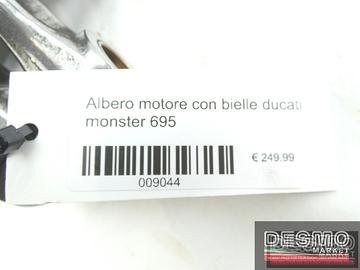 Albero motore con bielle ducati
monster 695
€ 249.99
009044
DESMO
MARKET